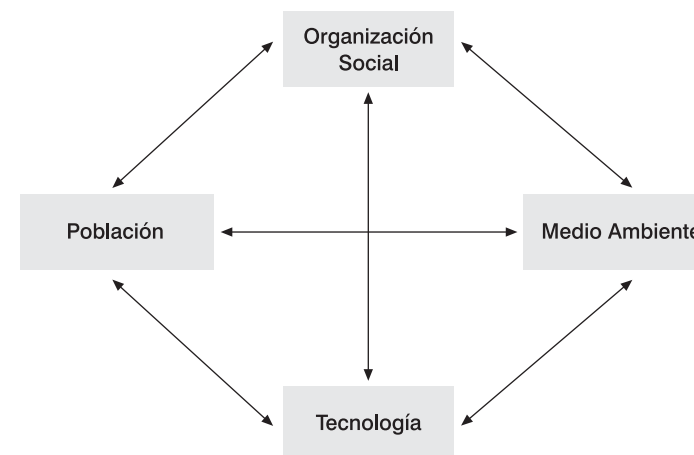 Organización
Social
Población
Medio Ambiente
Tecnología